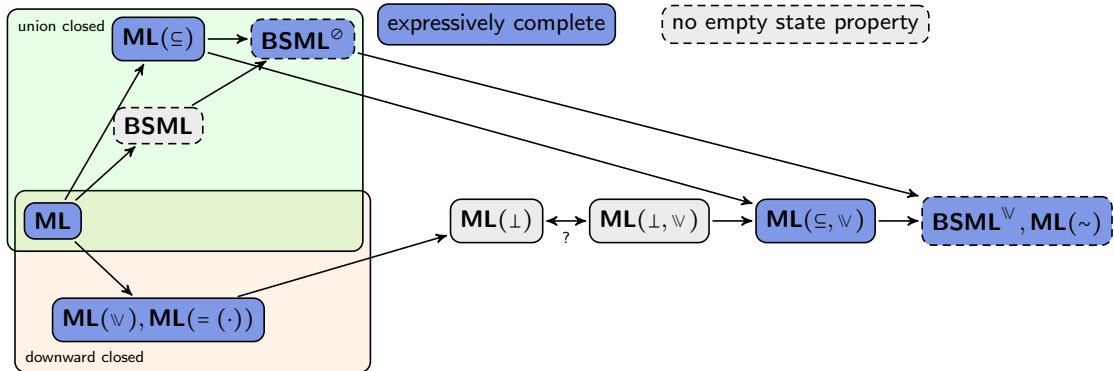 union closed
ML(⊆)
BSML^⊘
expressively complete
no empty state property
BSML
ML
ML(⊥)
?
ML(⊥, ⩔)
ML(⊆, ⩔)
BSML^⩔, ML(∼)
ML(⩔), ML(= (·))
downward closed